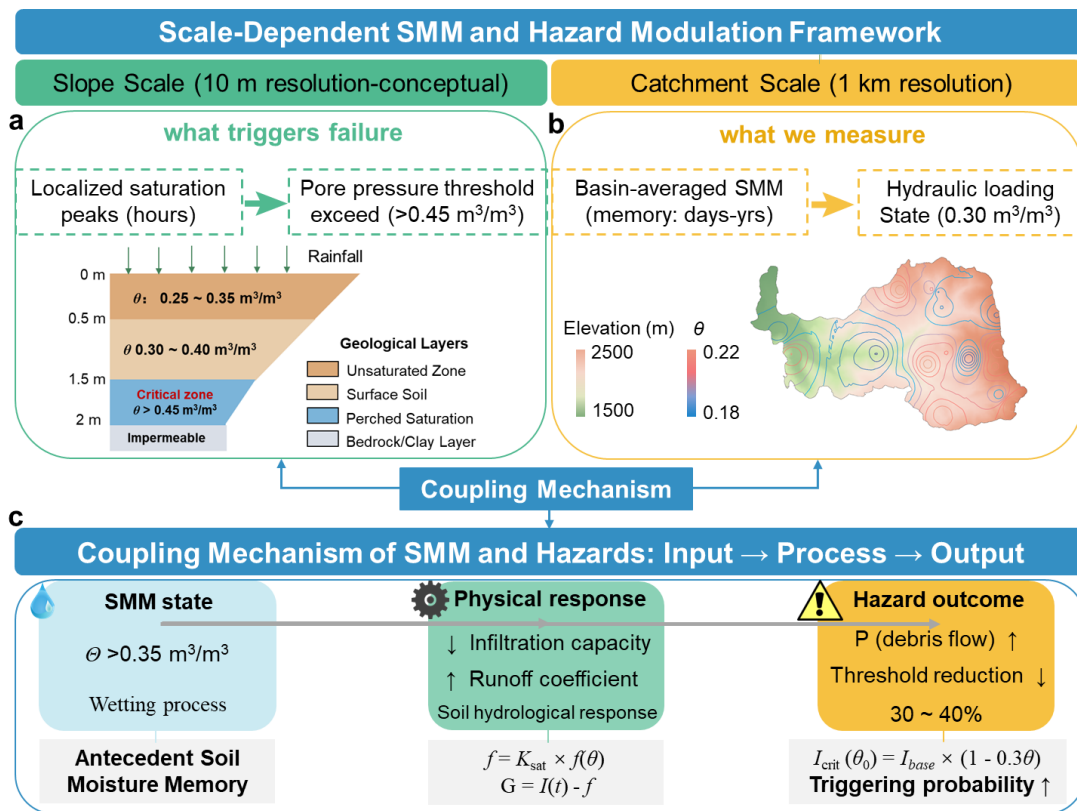 Scale-Dependent SMM and Hazard Modulation Framework
Slope Scale (10 m resolution-conceptual)
Catchment Scale (1 km resolution)
a
what triggers failure
Localized saturation
peaks (hours)
Pore pressure threshold
exceed (>0.45 m³/m³)
Rainfall
0 m
θ： 0.25 ~ 0.35 m³/m³
0.5 m
θ 0.30 ~ 0.40 m³/m³
1.5 m
Critical zone
θ > 0.45 m³/m³
2 m
Impermeable
Geological Layers
Unsaturated Zone
Surface Soil
Perched Saturation
Bedrock/Clay Layer
b
what we measure
Basin-averaged SMM
(memory: days-yrs)
Hydraulic loading
State (0.30 m³/m³)
Elevation (m)
2500
1500
θ
0.22
0.18
Coupling Mechanism
c
Coupling Mechanism of SMM and Hazards: Input → Process → Output
SMM state
Θ >0.35 m³/m³
Wetting process
Antecedent Soil
Moisture Memory
Physical response
↓ Infiltration capacity
↑ Runoff coefficient
Soil hydrological response
f = Ksat × f(θ)
G = I(t) - f
Hazard outcome
P (debris flow) ↑
Threshold reduction ↓
30 ~ 40%
Icrit (θ0) = Ibase × (1 - 0.3θ)
Triggering probability ↑